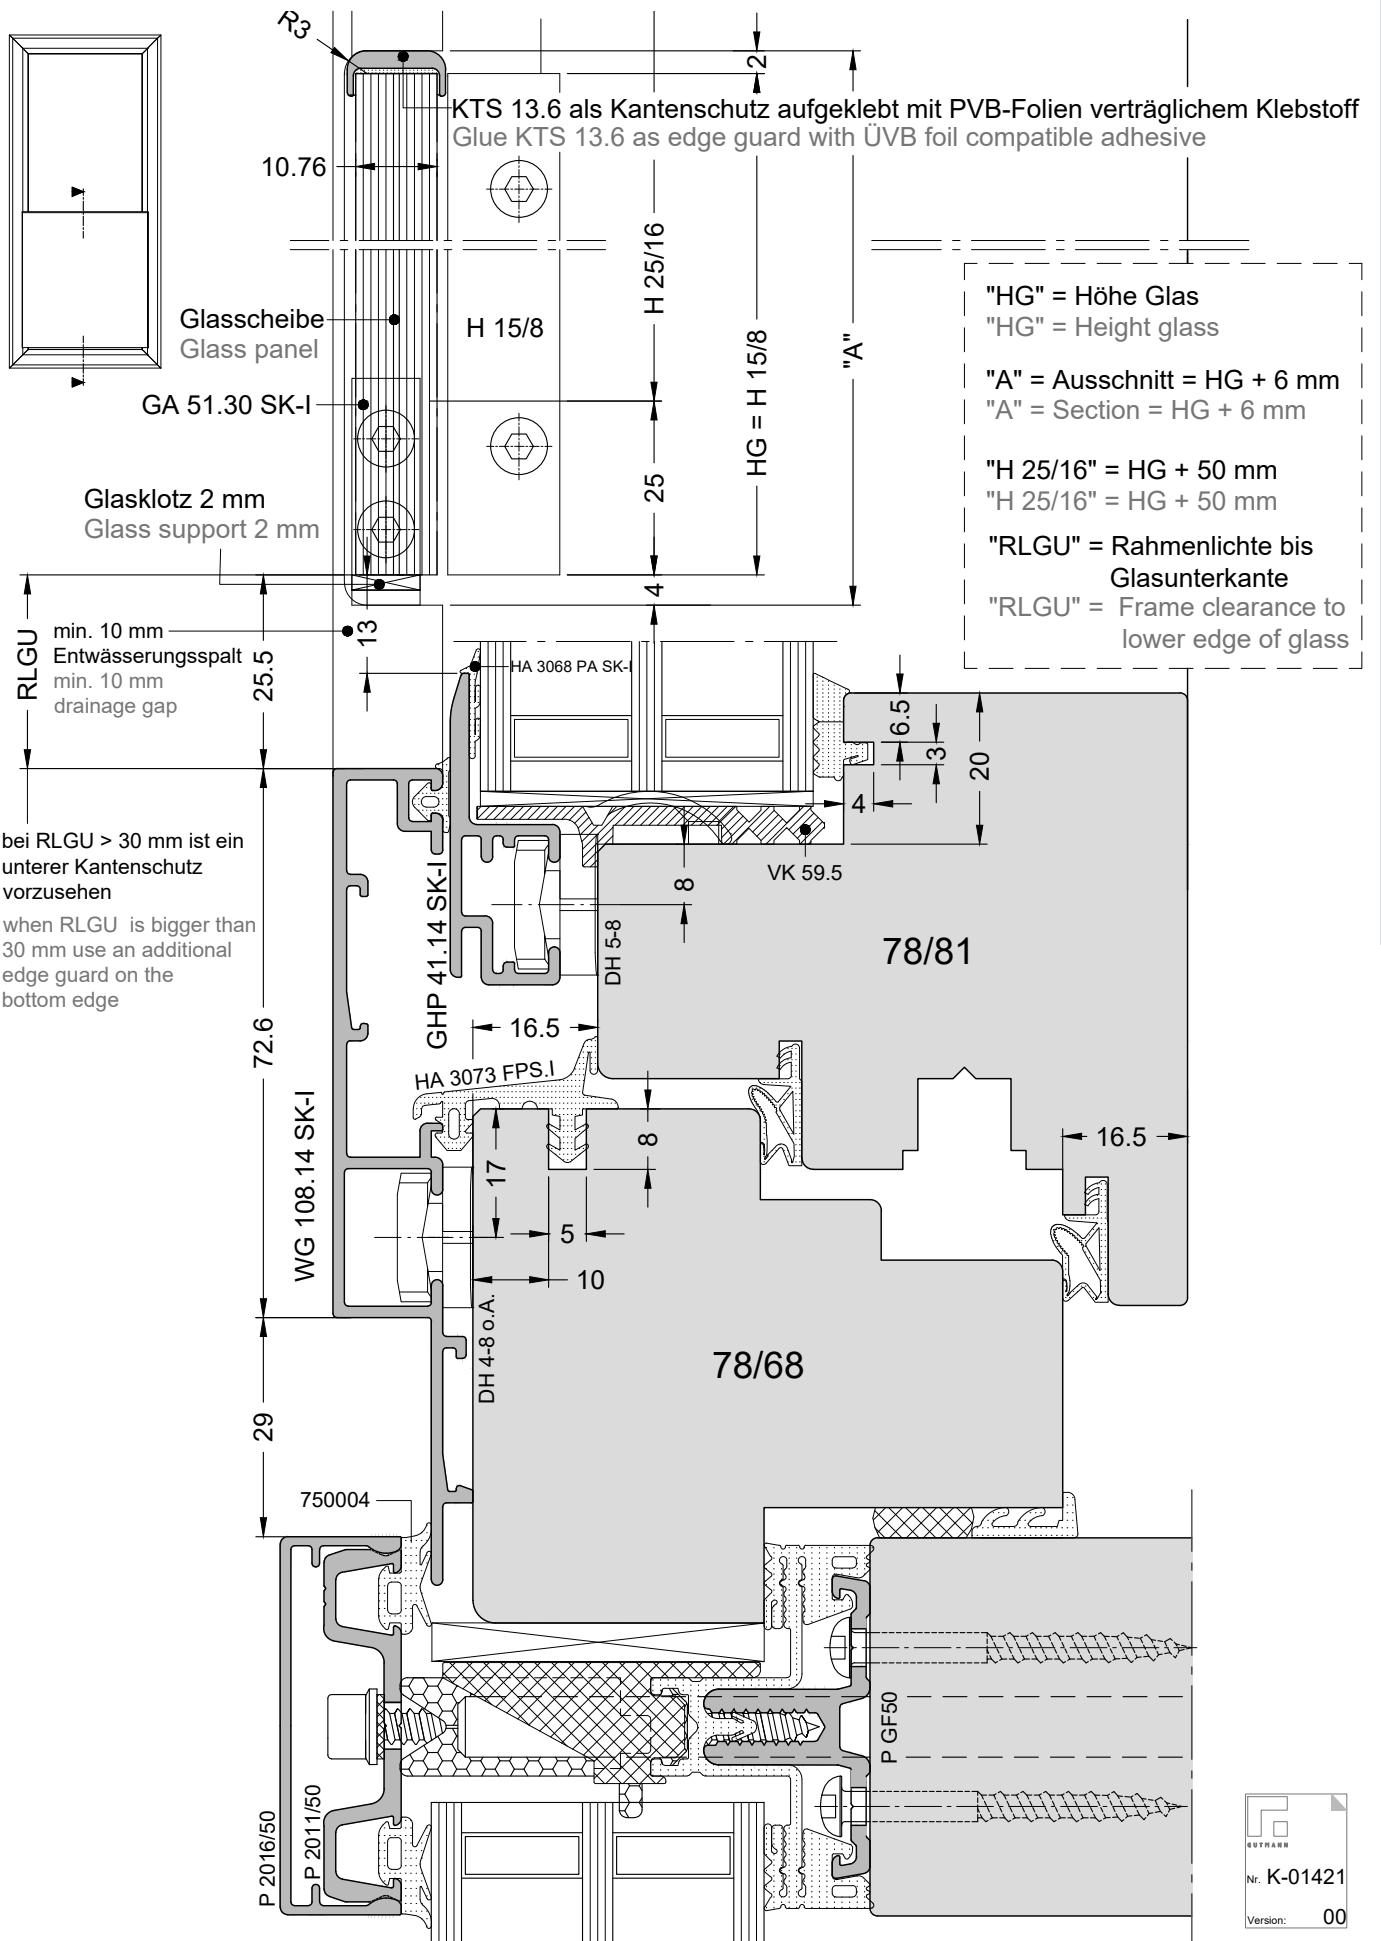 R3
2
KTS 13.6 als Kantenschutz aufgeklebt mit PVB-Folien verträglichem Klebstoff
Glue KTS 13.6 as edge guard with ÜVB foil compatible adhesive
10.76
H 25/16
HG = H 15/8
"A"
Glasscheibe
Glass panel
H 15/8
GA 51.30 SK-I
"HG" = Höhe Glas
"HG" = Height glass
"A" = Ausschnitt = HG + 6 mm
"A" = Section = HG + 6 mm
"H 25/16" = HG + 50 mm
"H 25/16" = HG + 50 mm
"RLGU" = Rahmenlichte bis
Glasunterkante
"RLGU" = Frame clearance to
lower edge of glass
25
Glasklotz 2 mm
Glass support 2 mm
4
RLGU
min. 10 mm
Entwässerungsspalt
min. 10 mm
drainage gap
25.5
13
HA 3068 PA SK-I
6.5
3
20
4
bei RLGU > 30 mm ist ein
unterer Kantenschutz
vorzusehen
when RLGU is bigger than
30 mm use an additional
edge guard on the
bottom edge
GHP 41.14 SK-I
8
VK 59.5
DH 5-8
78/81
72.6
16.5
HA 3073 FPS.I
WG 108.14 SK-I
17
8
16.5
5
10
DH 4-8 o.A.
78/68
29
750004
P GF50
P 2016/50
P 2011/50
GUTMANN
Nr. K-01421
Version: 00